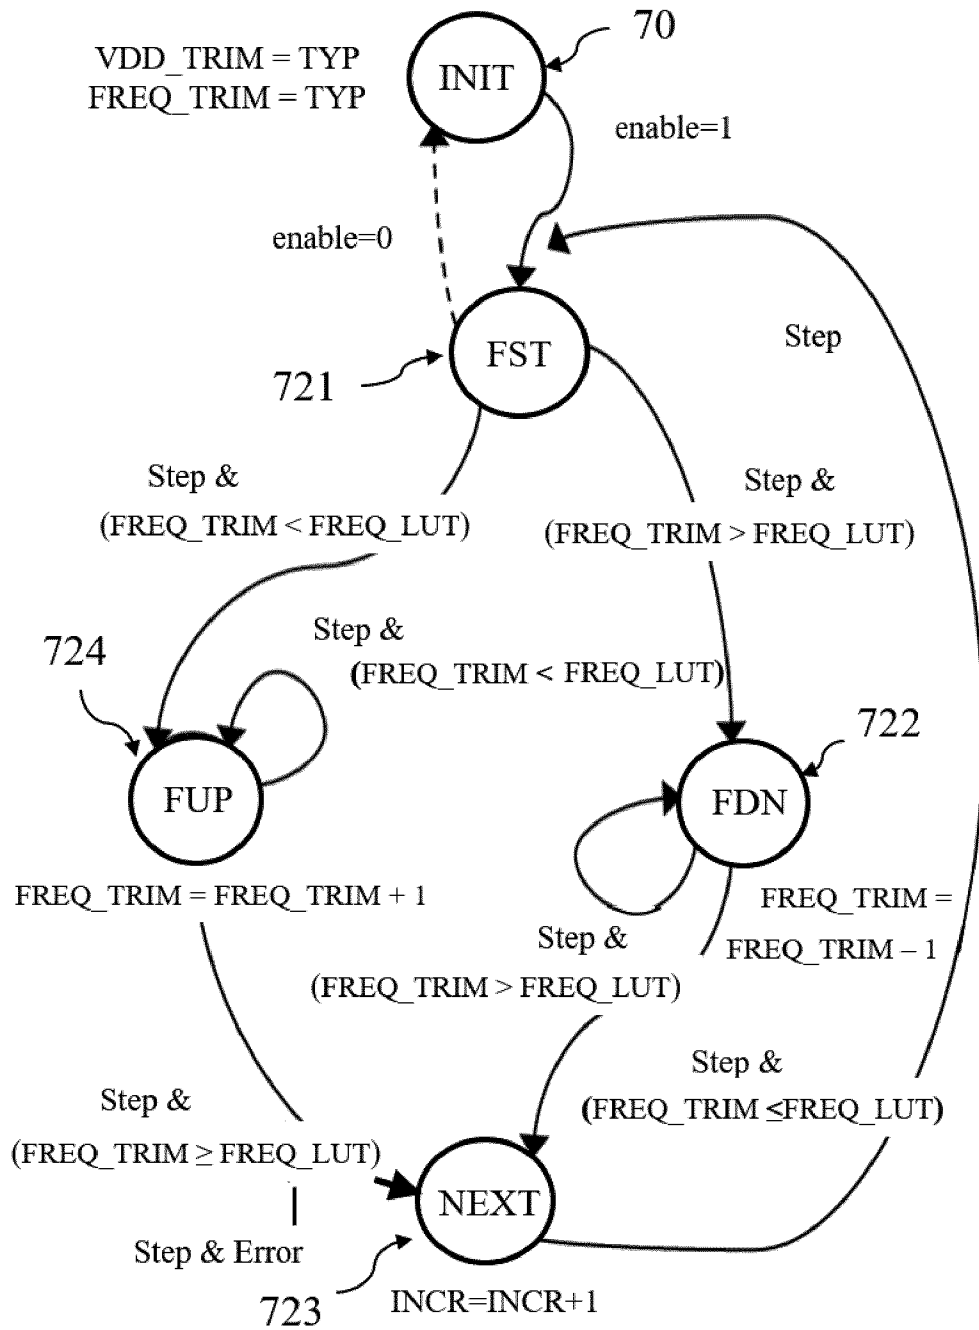 70
VDD_TRIM = TYP
FREQ_TRIM = TYP
INIT
enable=1
enable=0
Step
FST
721
Step &
(FREQ_TRIM < FREQ_LUT)
Step &
(FREQ_TRIM > FREQ_LUT)
Step &
(FREQ_TRIM < FREQ_LUT)
724
722
FUP
FDN
FREQ_TRIM = FREQ_TRIM + 1
FREQ_TRIM =
FREQ_TRIM – 1
Step &
(FREQ_TRIM > FREQ_LUT)
Step &
(FREQ_TRIM ≤FREQ_LUT)
Step &
(FREQ_TRIM ≥ FREQ_LUT)
|
Step & Error
NEXT
723
INCR=INCR+1